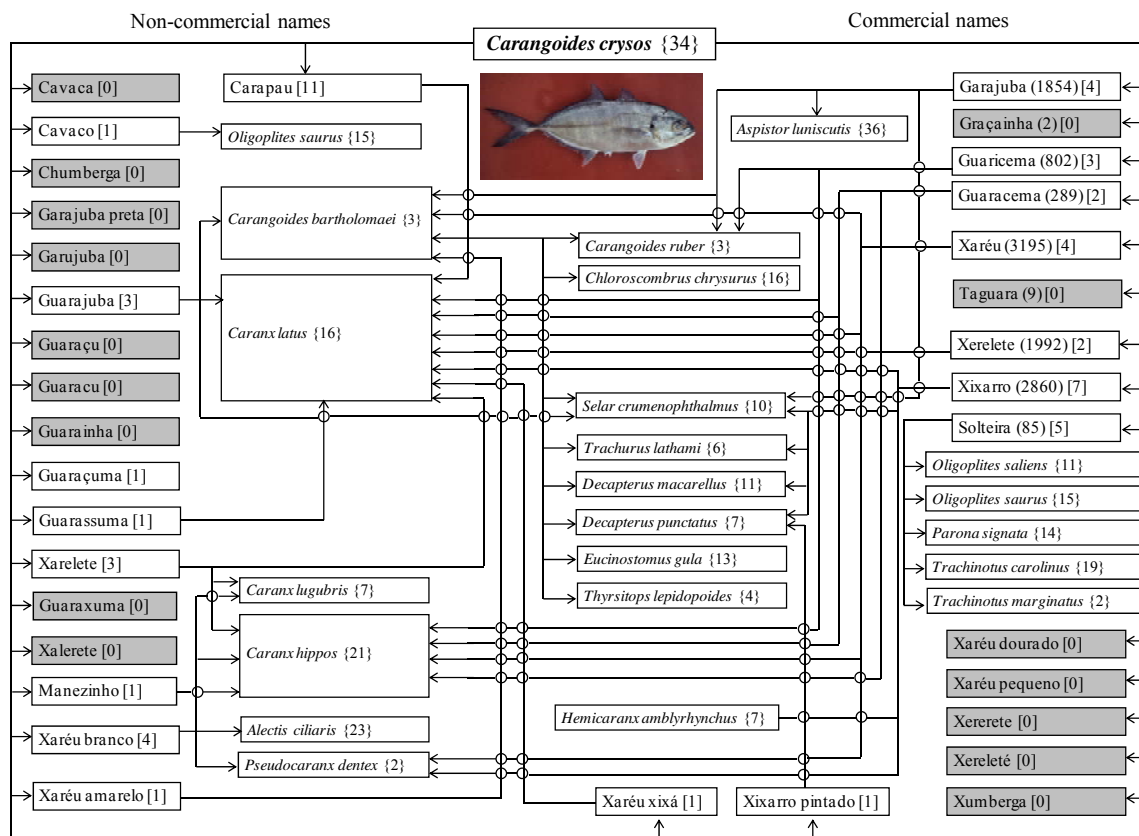 Non-commercial names
Commercial names
Carangoides crysos {34}
Cavaca [0]
Cavaco [1]
Chumberga [0]
Garajuba preta [0]
Garujuba [0]
Guarajuba [3]
Guaraçu [0]
Guaracu [0]
Guarainha [0]
Guaraçuma [1]
Guarassuma [1]
Xarelete [3]
Guaraxuma [0]
Xalerete [0]
Manezinho [1]
Xaréu branco [4]
Xaréu amarelo [1]
Carapau [11]
Oligoplites saurus {15}
Carangoides bartholomaei {3}
Caranx latus {16}
Caranx lugubris {7}
Caranx hippos {21}
Alectis ciliaris {23}
Pseudocaranx dentex {2}
Aspistor luniscutis {36}
Carangoides ruber {3}
Chloroscombrus chrysurus {16}
Selar crumenophthalmus {10}
Trachurus lathami {6}
Decapterus macarellus {11}
Decapterus punctatus {7}
Eucinostomus gula {13}
Thyrsitops lepidopoides {4}
Hemicaranx amblyrhynchus {7}
Xaréu xixá [1]
Xixarro pintado [1]
Garajuba (1854) [4]
Graçainha (2) [0]
Guaricema (802) [3]
Guaracema (289) [2]
Xaréu (3195) [4]
Taguara (9) [0]
Xerelete (1992) [2]
Xixarro (2860) [7]
Solteira (85) [5]
Oligoplites saliens {11}
Oligoplites saurus {15}
Parona signata {14}
Trachinotus carolinus {19}
Trachinotus marginatus {2}
Xaréu dourado [0]
Xaréu pequeno [0]
Xererete [0]
Xereleté [0]
Xumberga [0]